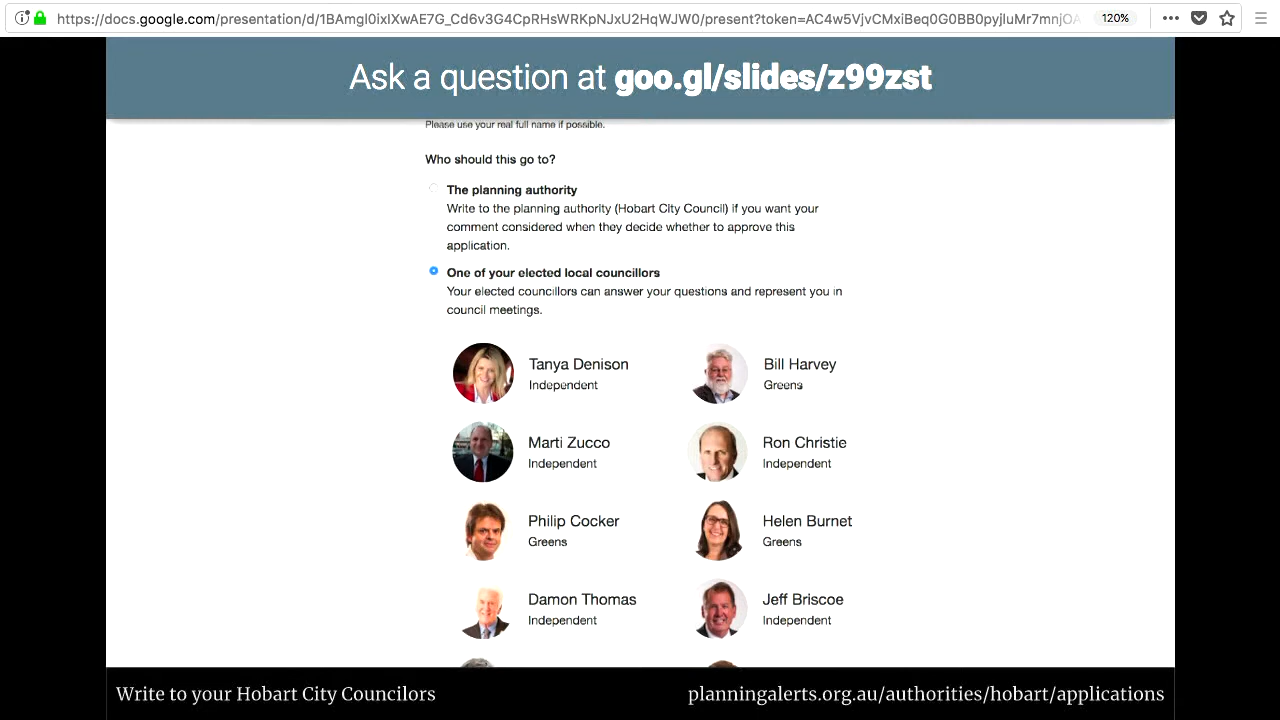 https://docs.google.com/presentation/d/1BAmgl0ixIXwAE7G_Cd6v3G4CpRHsWRKpNJxU2HqWJW0/present?token=AC4w5VjvCMxiBeq0G0BB0pyjluMr7mnjOA
120%
Ask a question at goo.gl/slides/z99zst
Please use your real full name if possible.
Who should this go to?
The planning authority
Write to the planning authority (Hobart City Council) if you want your
comment considered when they decide whether to approve this
application.
One of your elected local councillors
Your elected councillors can answer your questions and represent you in
council meetings.
Tanya Denison
Independent
Bill Harvey
Greens
Marti Zucco
Independent
Ron Christie
Independent
Philip Cocker
Greens
Helen Burnet
Greens
Damon Thomas
Independent
Jeff Briscoe
Independent
Write to your Hobart City Councilors
planningalerts.org.au/authorities/hobart/applications